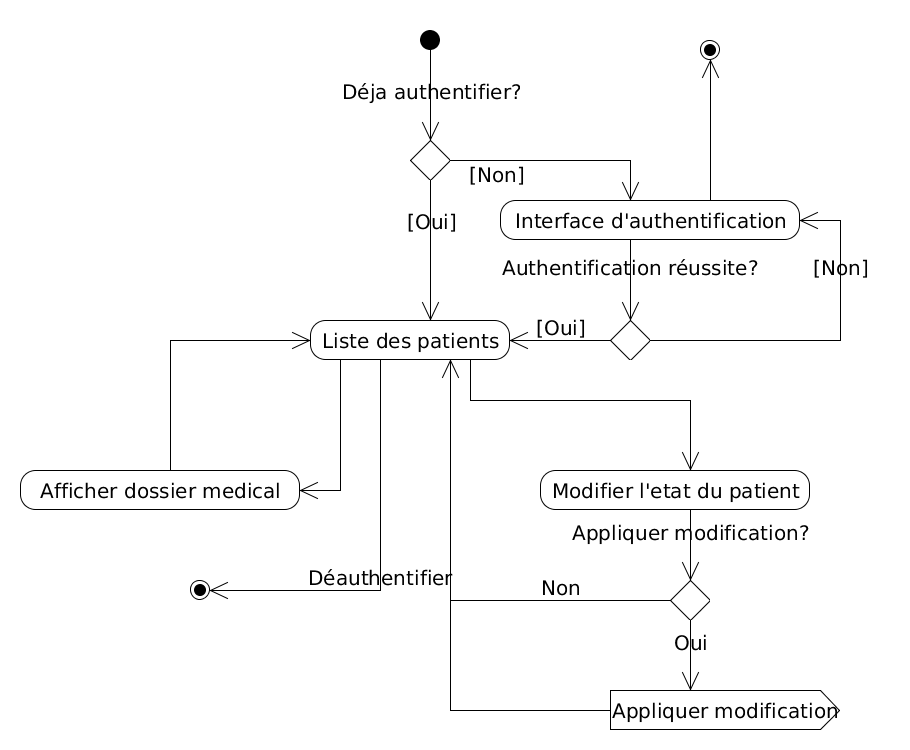 Déja authentifier?
[Non]
[Oui]
Interface d'authentification
Authentification réussite?
[Non]
[Oui]
Liste des patients
Afficher dossier medical
Modifier l'etat du patient
Appliquer modification?
Déauthentifier
Non
Oui
Appliquer modification